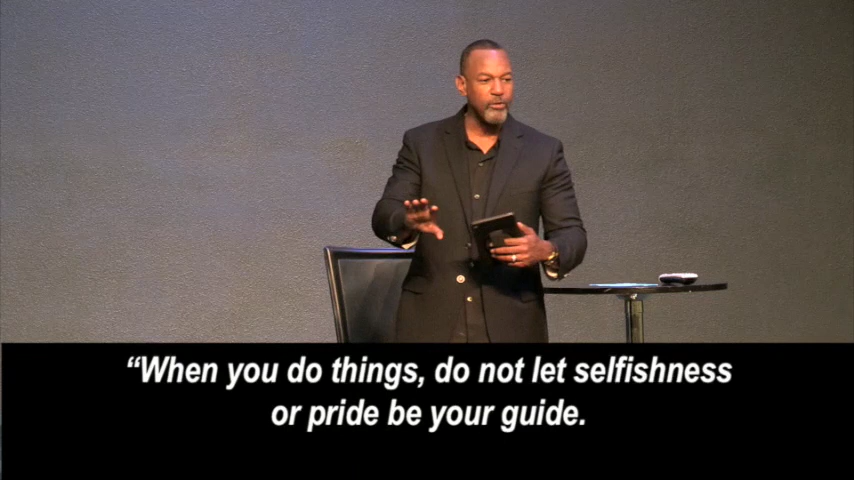 “When you do things, do not let selfishness
or pride be your guide.